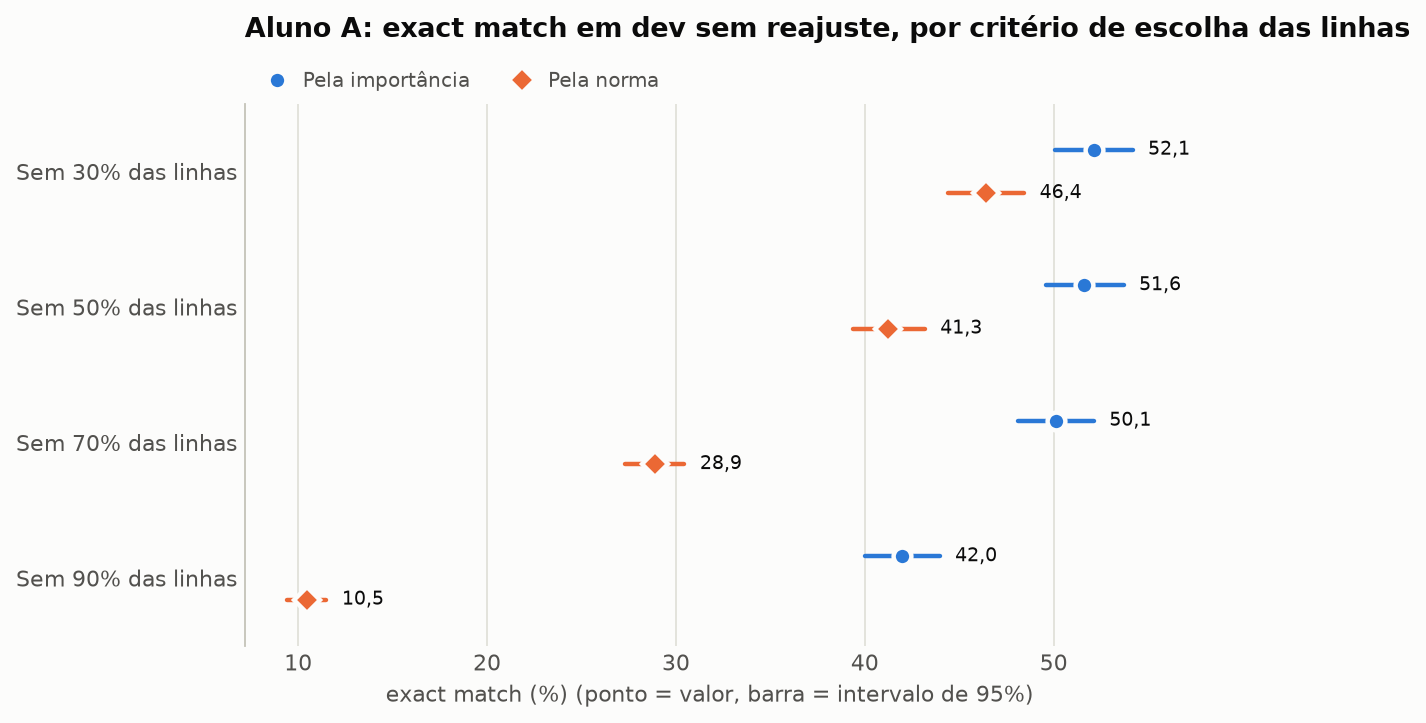 Aluno A: exact match em dev sem reajuste, por critério de escolha das linhas
Pela importância
Pela norma
Sem 30% das linhas
52,1
46,4
Sem 50% das linhas
51,6
41,3
Sem 70% das linhas
50,1
28,9
Sem 90% das linhas
42,0
10,5
10 20 30 40 50
exact match (%) (ponto = valor, barra = intervalo de 95%)